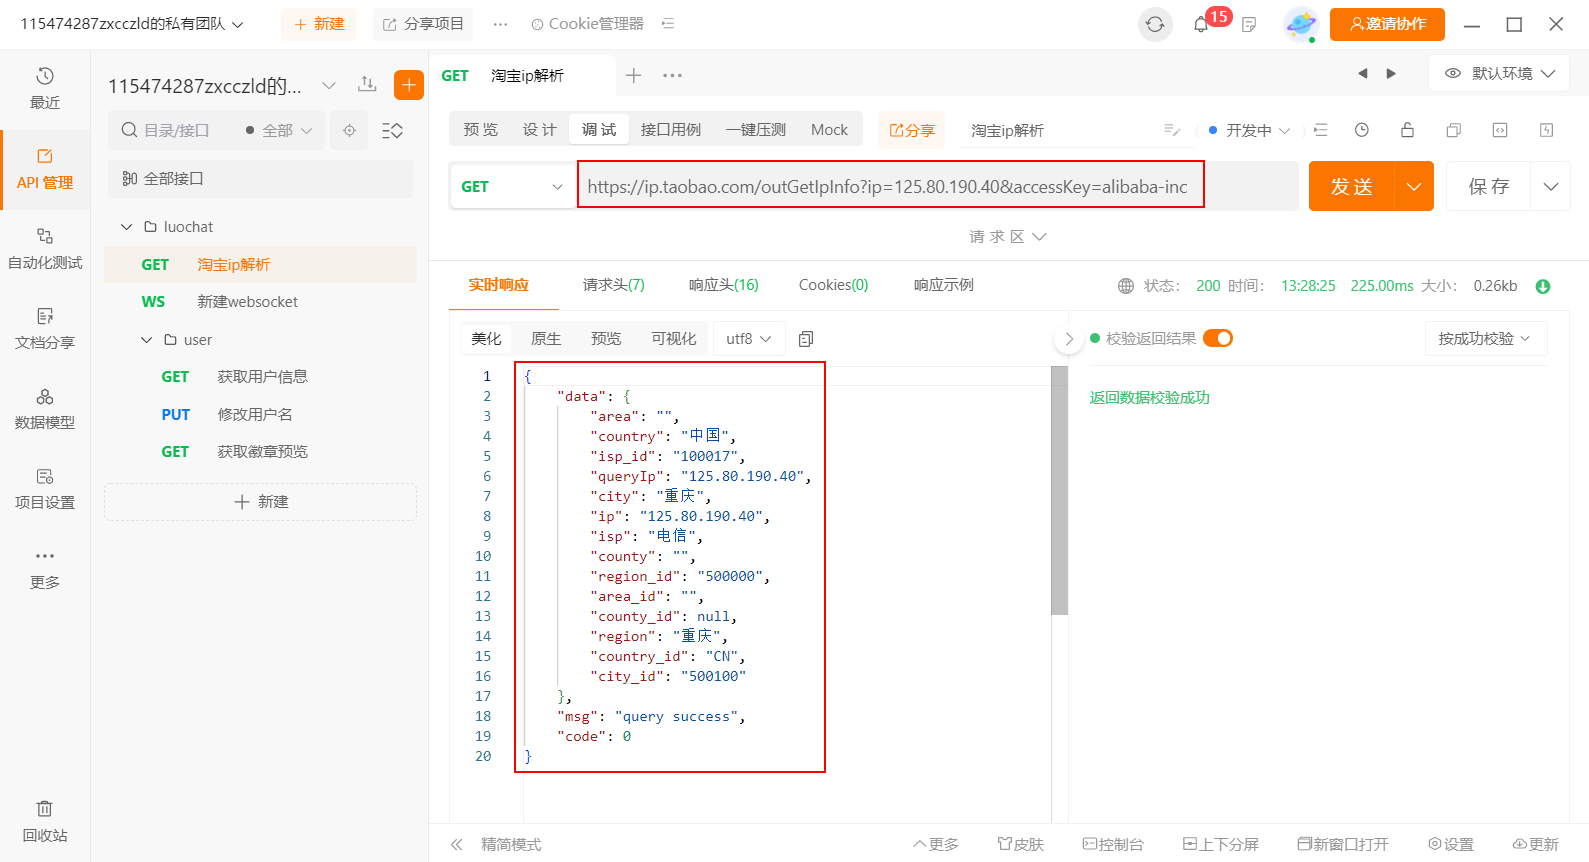 115474287zxcczld的私有团队
新建
分享项目
Cookie管理器
15
邀请协作
最近
API 管理
自动化测试
文档分享
数据模型
项目设置
更多
回收站
115474287zxcczld的...
目录/接口
全部
全部接口
luochat
GET 淘宝ip解析
WS 新建websocket
user
GET 获取用户信息
PUT 修改用户名
GET 获取徽章预览
新建
GET 淘宝ip解析
默认环境
预览 设计 调试 接口用例 一键压测 Mock
分享
淘宝ip解析
开发中
GET
https://ip.taobao.com/outGetIpInfo?ip=125.80.190.40&accessKey=alibaba-inc
发送
保存
请求区
实时响应 请求头(7) 响应头(16) Cookies(0) 响应示例
状态: 200 时间: 13:28:25 225.00ms 大小: 0.26kb
美化 原生 预览 可视化 utf8
校验返回结果
按成功校验
返回数据校验成功
1 {
2 "data": {
3 "area": "",
4 "country": "中国",
5 "isp_id": "100017",
6 "queryIp": "125.80.190.40",
7 "city": "重庆",
8 "ip": "125.80.190.40",
9 "isp": "电信",
10 "county": "",
11 "region_id": "500000",
12 "area_id": "",
13 "county_id": null,
14 "region": "重庆",
15 "country_id": "CN",
16 "city_id": "500100"
17 },
18 "msg": "query success",
19 "code": 0
20 }
精简模式
更多
皮肤
控制台
上下分屏
新窗口打开
设置
更新